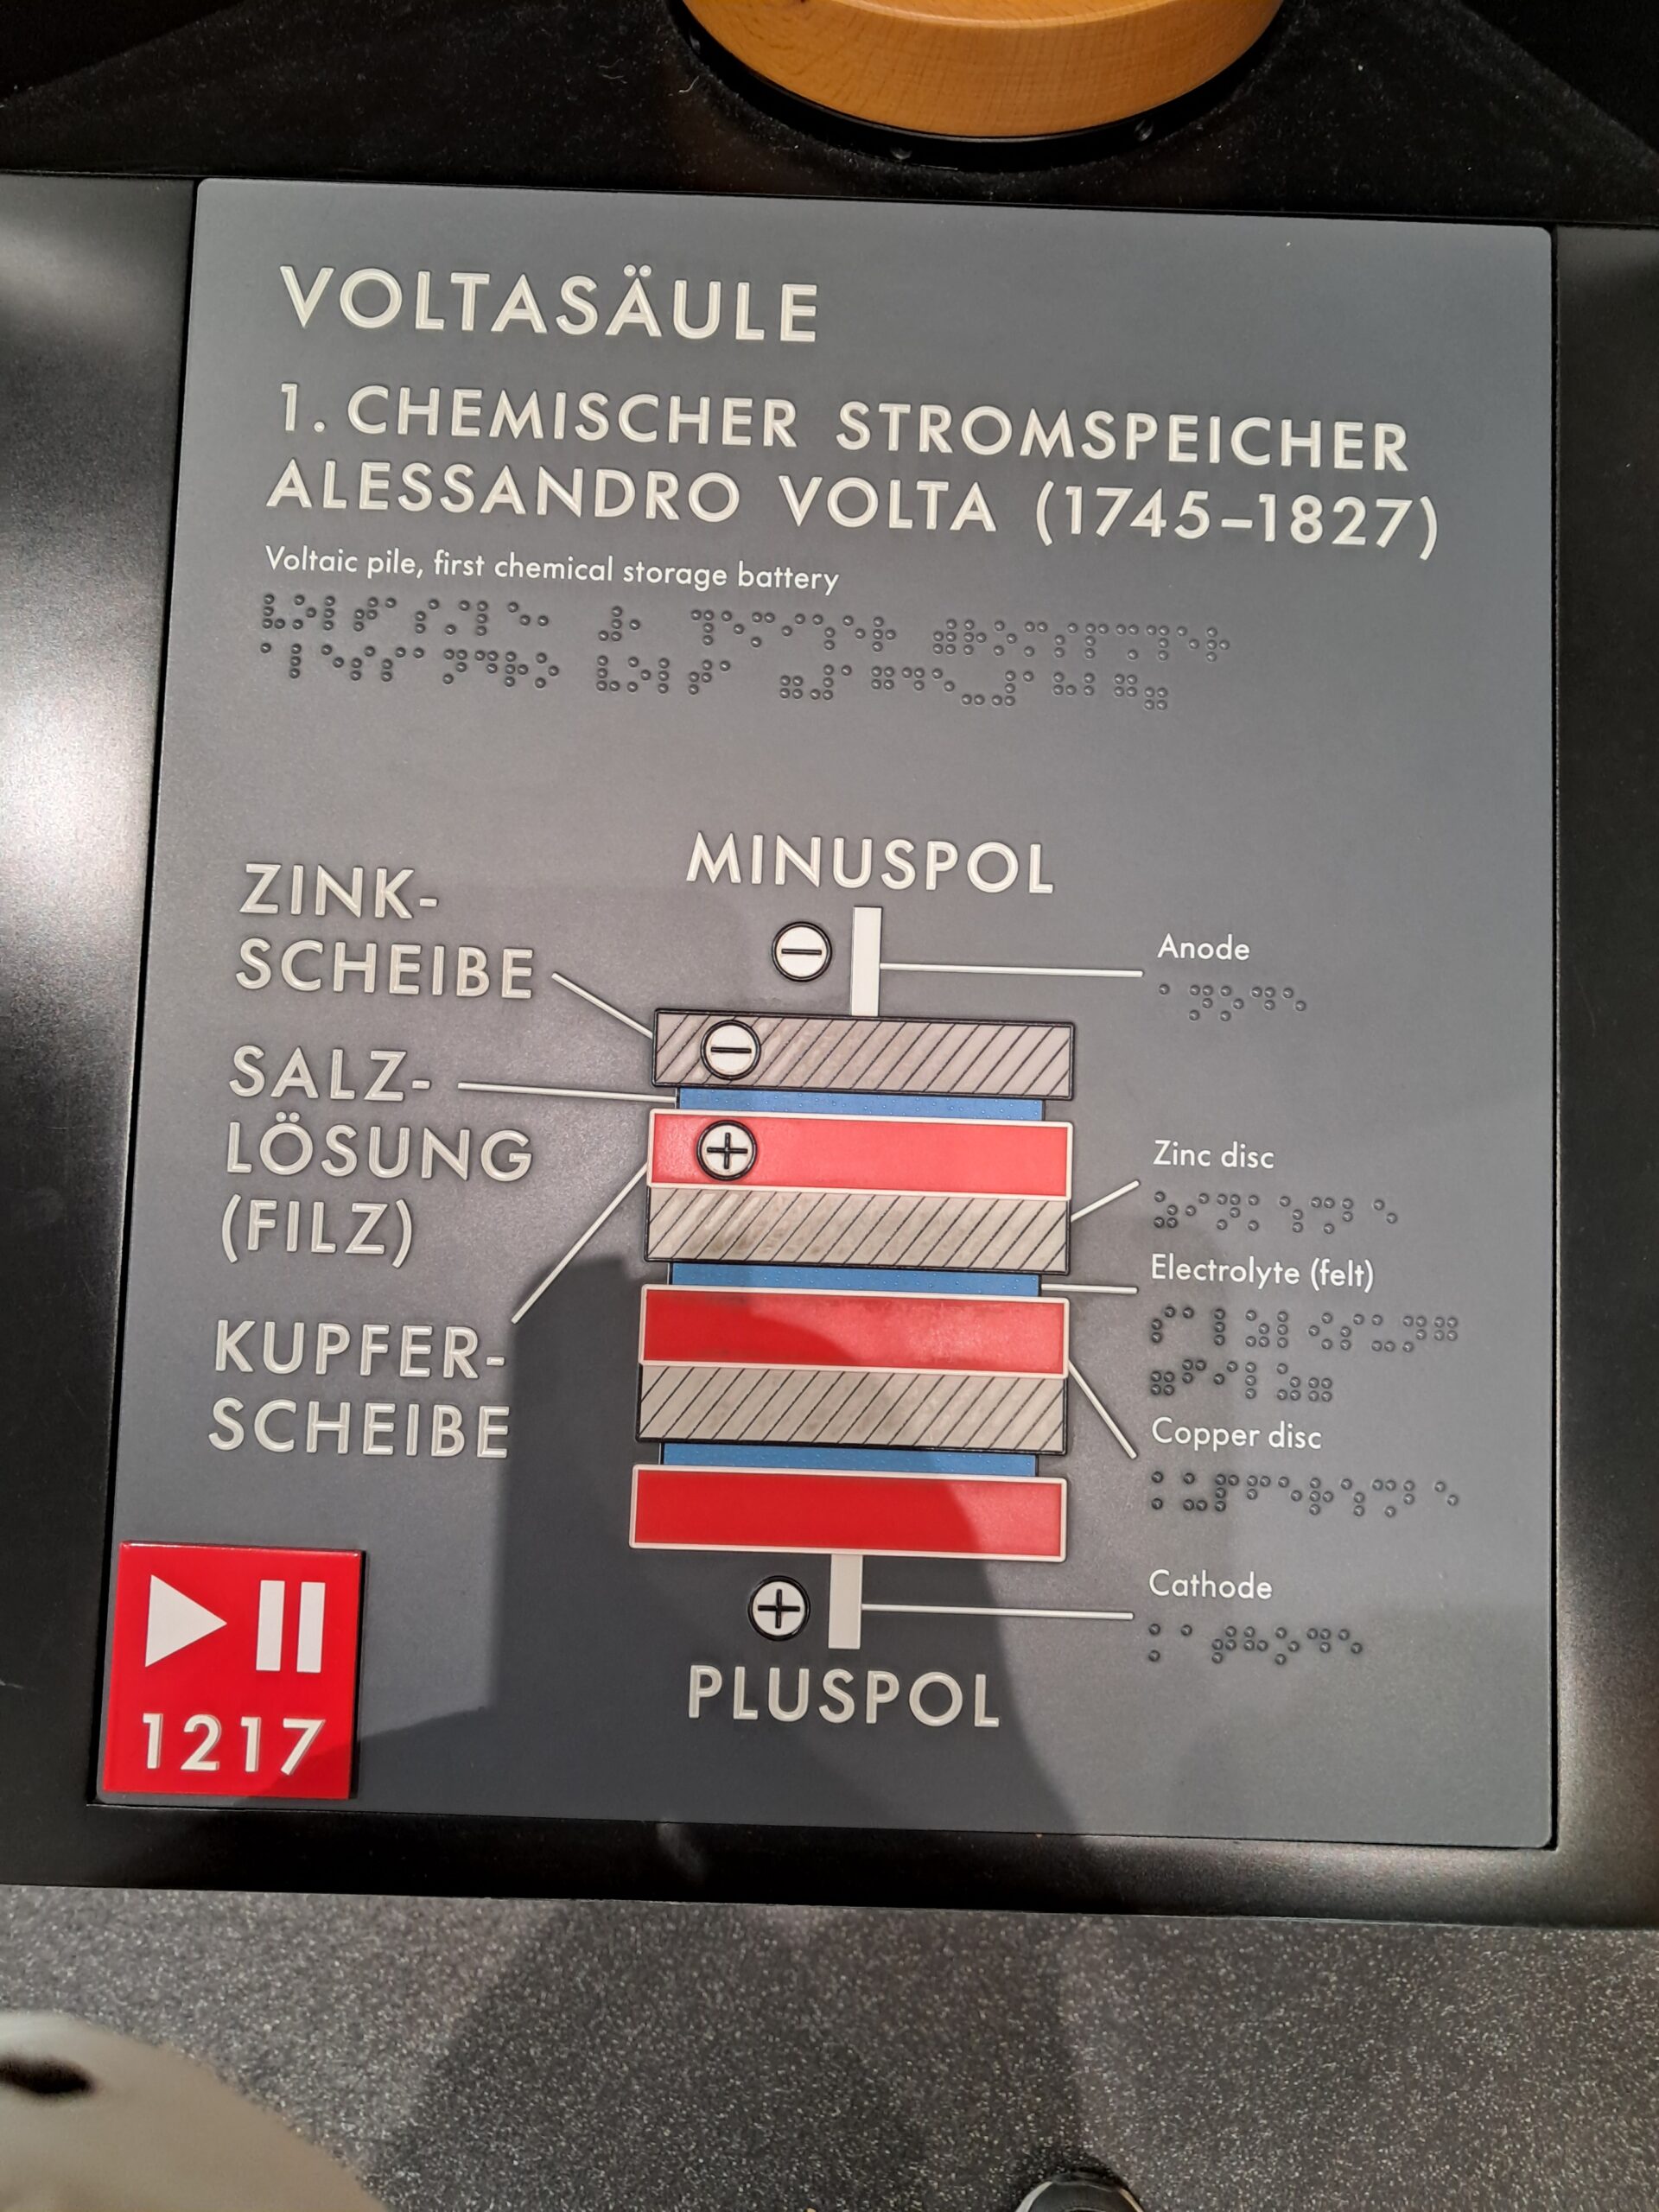 VOLTASÄULE
1. CHEMISCHER STROMSPEICHER
ALESSANDRO VOLTA (1745–1827)
Voltaic pile, first chemical storage battery
MINUSPOL
ZINK-
SCHEIBE
SALZ-
LÖSUNG
(FILZ)
KUPFER-
SCHEIBE
Anode
Zinc disc
Electrolyte (felt)
Copper disc
Cathode
PLUSPOL
1217